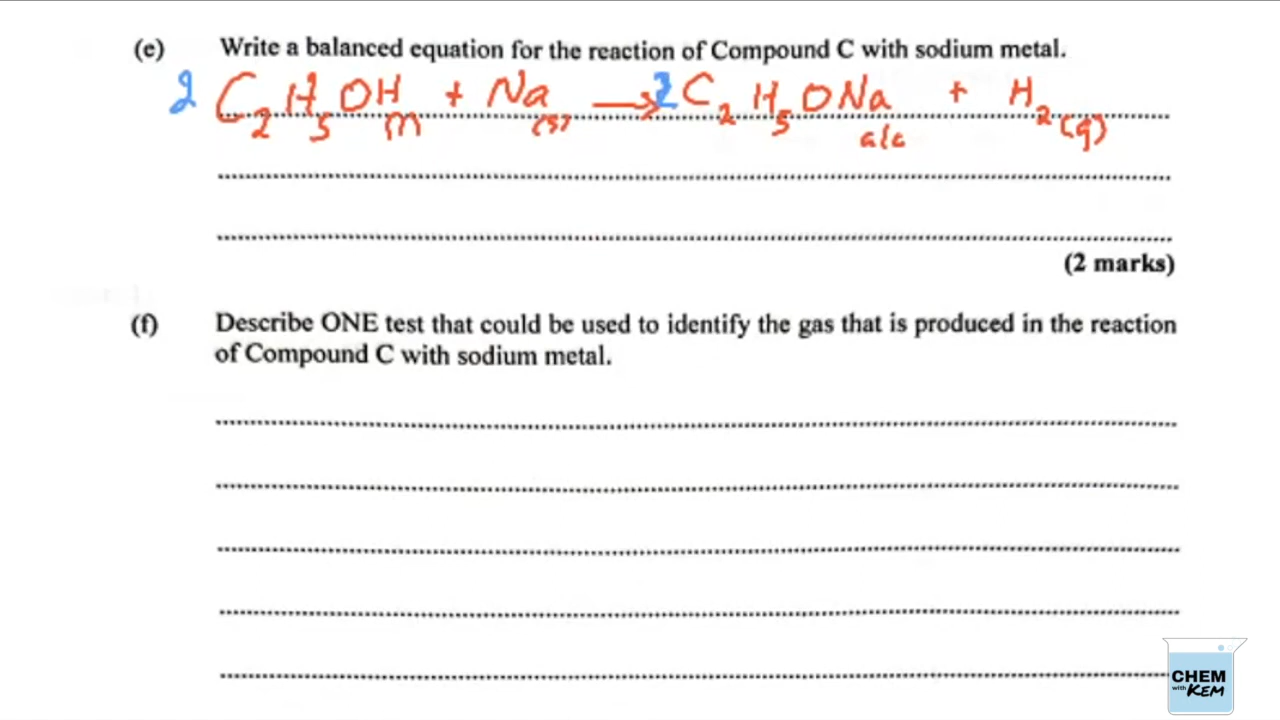 (e) Write a balanced equation for the reaction of Compound C with sodium metal.
2 C2H5OH(l) + Na(s) → 2 C2H5ONa alc + H2(g)
(2 marks)
(f) Describe ONE test that could be used to identify the gas that is produced in the reaction
of Compound C with sodium metal.
CHEM
with KEM